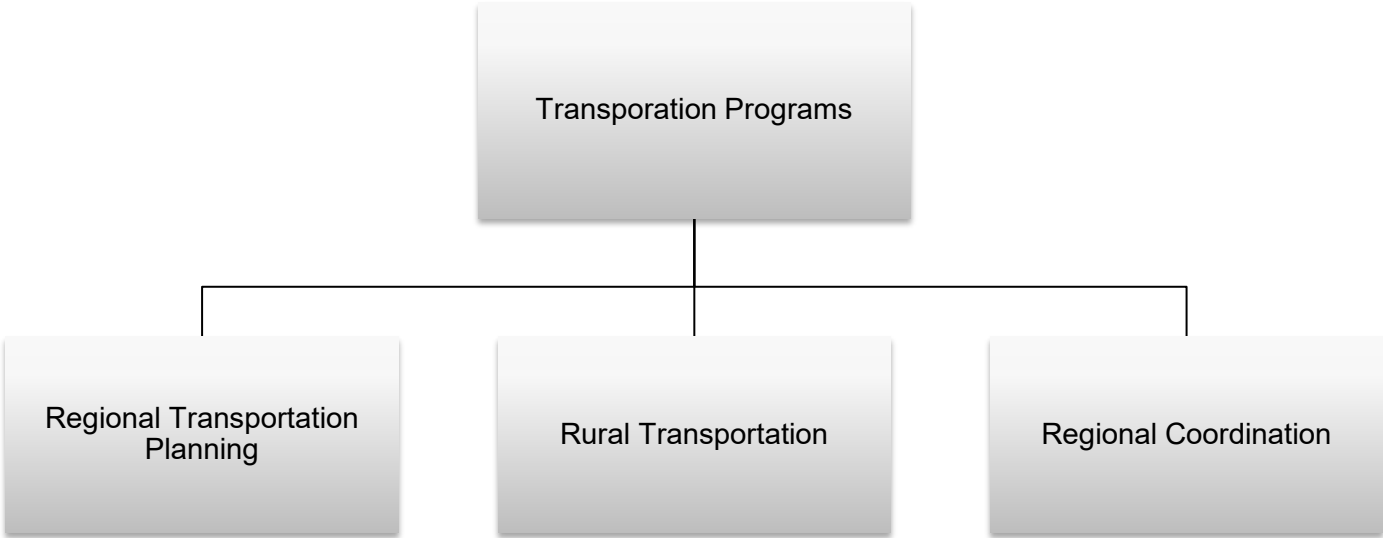 Transporation Programs
Regional Transportation
Planning
Rural Transportation
Regional Coordination